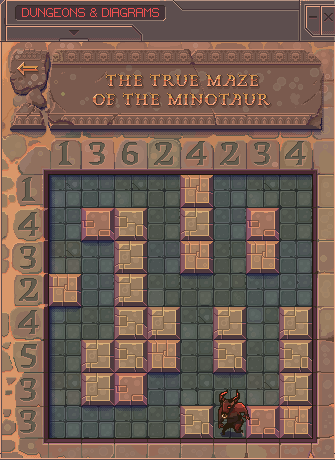 DUNGEONS & DIAGRAMS
THE TRUE MAZE
OF THE MINOTAUR
1 3 6 2 4 2 3 4
1
4
3
2
4
5
3
3